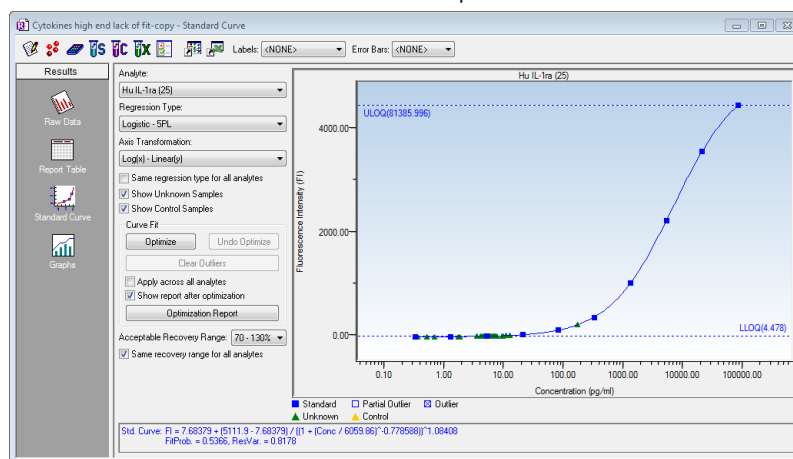 Cytokines high end lack of fit-copy - Standard Curve
Labels: <NONE> Error Bars: <NONE>
Results
Raw Data
Report Table
Standard Curve
Graphs
Analyte:
Hu IL-1ra (25)
Regression Type:
Logistic - 5PL
Axis Transformation:
Log(x) - Linear(y)
Same regression type for all analytes
Show Unknown Samples
Show Control Samples
Curve Fit
Optimize Undo Optimize
Clear Outliers
Apply across all analytes
Show report after optimization
Optimization Report
Acceptable Recovery Range: 70 - 130%
Same recovery range for all analytes
Hu IL-1ra (25)
ULOQ(81385.996)
4000.00
2000.00
0.00
Fluorescence Intensity (FI)
LLOQ(4.478)
0.10 1.00 10.00 100.00 1000.00 10000.00 100000.00
Concentration (pg/ml)
Standard Partial Outlier Outlier
Unknown Control
Std. Curve: FI = 7.68379 + (5111.9 - 7.68379) / ((1 + (Conc / 6059.86)^-0.778588))^1.08408
FitProb. = 0.5366, ResVar. = 0.8178